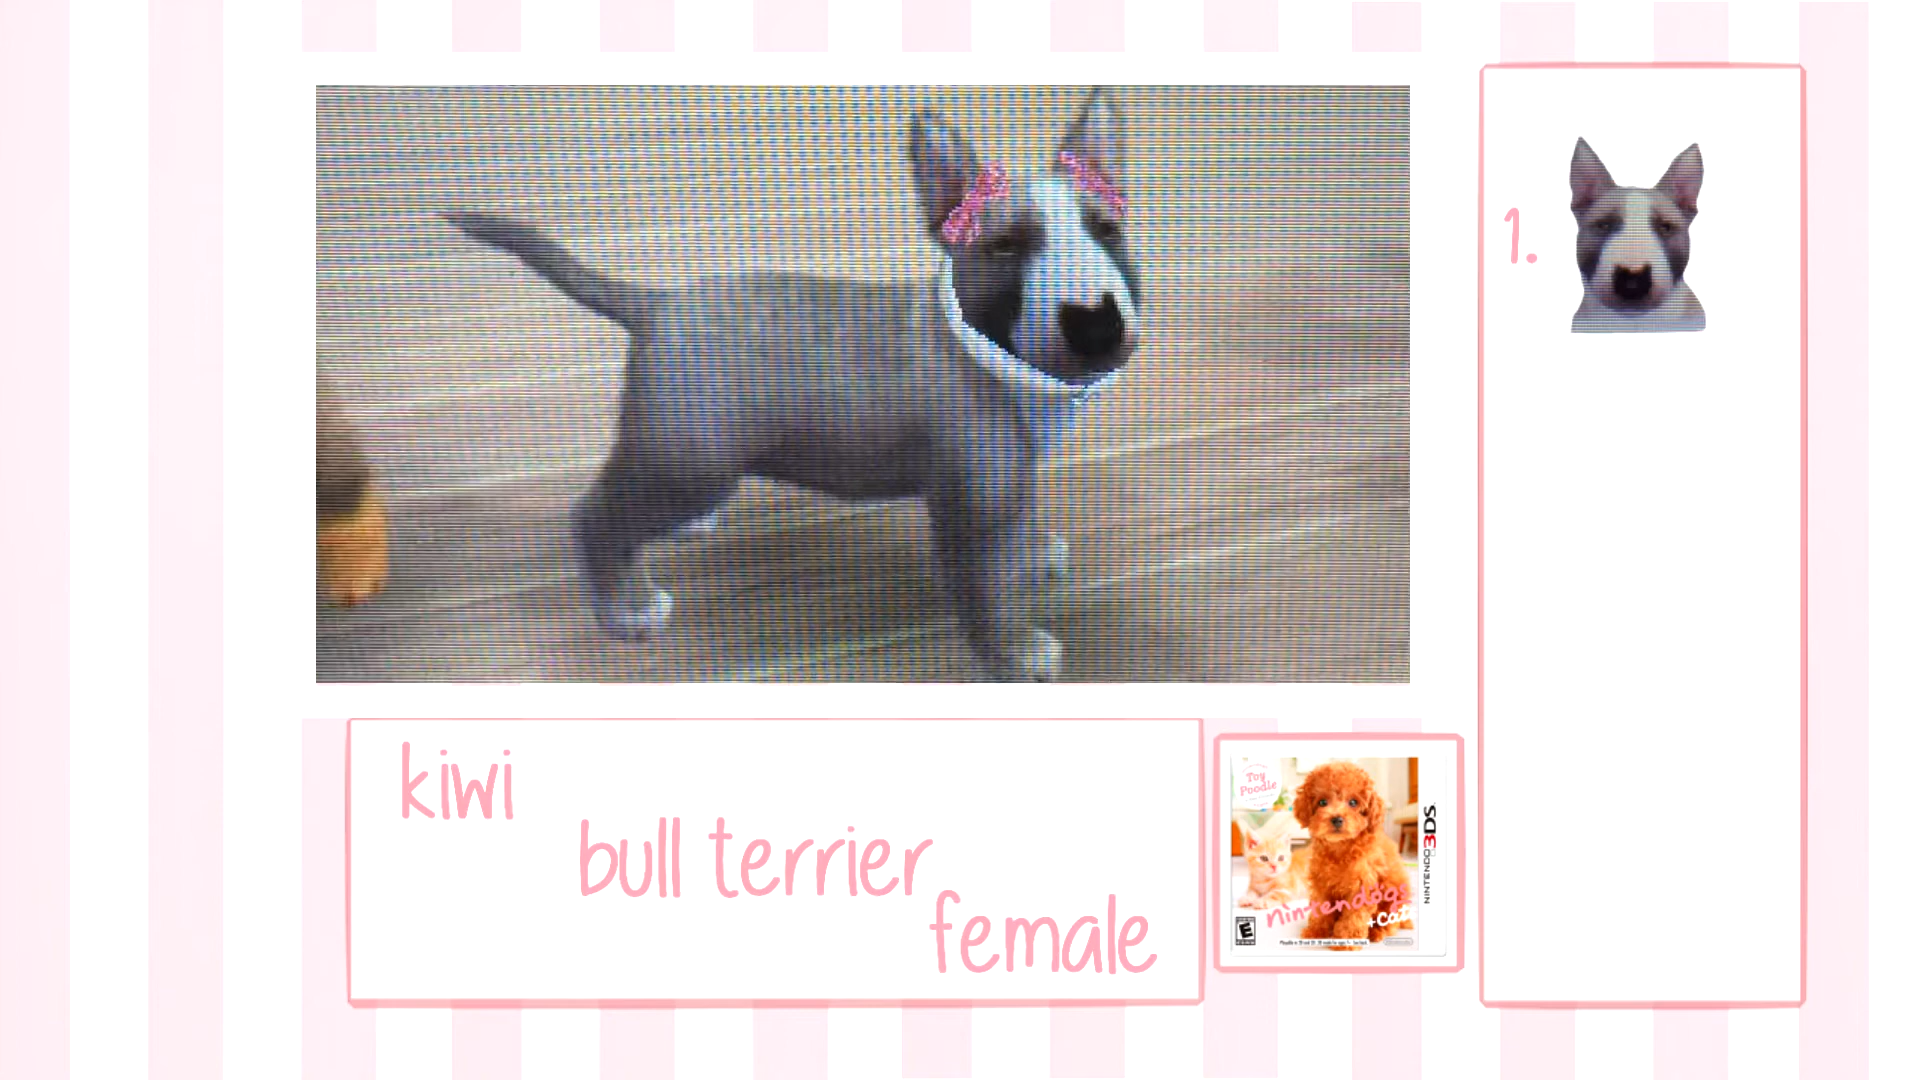 1.
kiwi
bull terrier
female
Toy
Poodle
nintendogs
+cats
NINTENDO 3DS
E